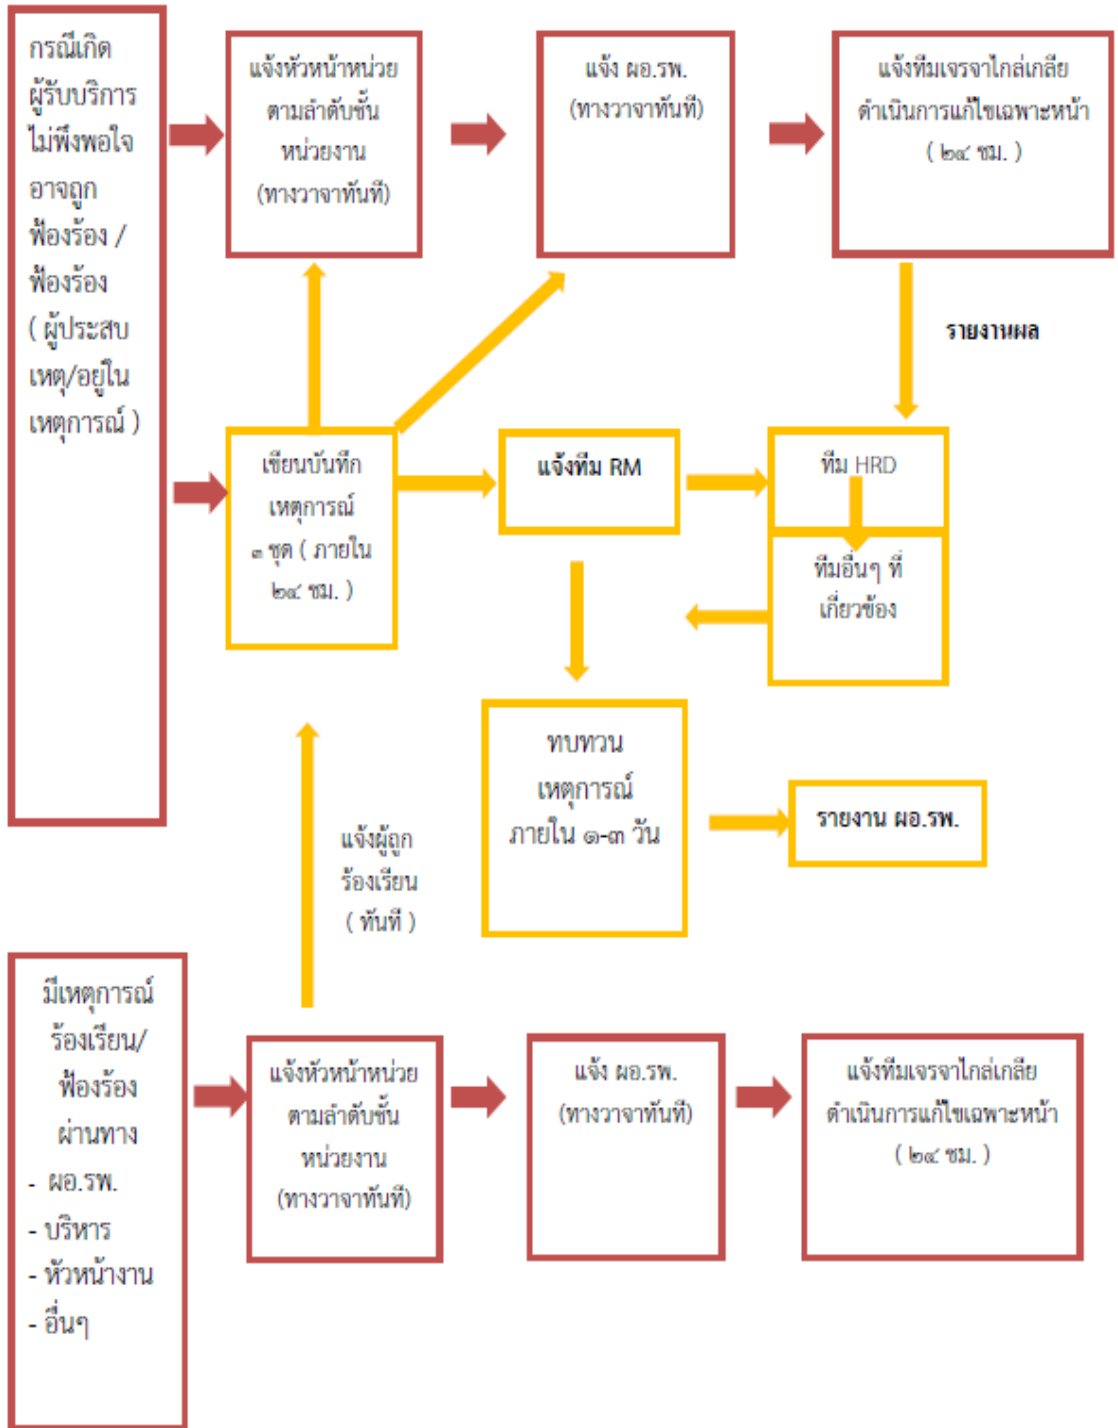 กรณีเกิด
ผู้รับบริการ
ไม่พึงพอใจ
อาจถูก
ฟ้องร้อง /
ฟ้องร้อง
( ผู้ประสบ
เหตุ/อยู่ใน
เหตุการณ์ )
แจ้งหัวหน้าหน่วย
ตามลำดับชั้น
หน่วยงาน
(ทางวาจาทันที)
แจ้ง ผอ.รพ.
(ทางวาจาทันที)
แจ้งทีมเจรจาไกล่เกลี่ย
ดำเนินการแก้ไขเฉพาะหน้า
( ๒๔ ชม. )
รายงานผล
เขียนบันทึก
เหตุการณ์
๓ ชุด ( ภายใน
๒๔ ชม. )
แจ้งทีม RM
ทีม HRD
ทีมอื่นๆ ที่
เกี่ยวข้อง
ทบทวน
เหตุการณ์
ภายใน ๑-๓ วัน
รายงาน ผอ.รพ.
แจ้งผู้ถูก
ร้องเรียน
( ทันที )
มีเหตุการณ์
ร้องเรียน/
ฟ้องร้อง
ผ่านทาง
- ผอ.รพ.
- บริหาร
- หัวหน้างาน
- อื่นๆ
แจ้งหัวหน้าหน่วย
ตามลำดับชั้น
หน่วยงาน
(ทางวาจาทันที)
แจ้ง ผอ.รพ.
(ทางวาจาทันที)
แจ้งทีมเจรจาไกล่เกลี่ย
ดำเนินการแก้ไขเฉพาะหน้า
( ๒๔ ชม. )